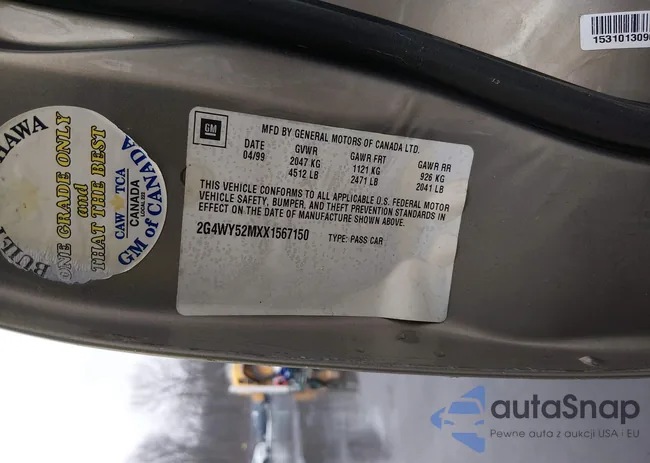 153101309
GM
MFD BY GENERAL MOTORS OF CANADA LTD.
DATE GVWR GAWR FRT GAWR RR
04/99 2047 KG 1121 KG 926 KG
4512 LB 2471 LB 2041 LB
THIS VEHICLE CONFORMS TO ALL APPLICABLE U.S. FEDERAL MOTOR
VEHICLE SAFETY, BUMPER, AND THEFT PREVENTION STANDARDS IN
EFFECT ON THE DATE OF MANUFACTURE SHOWN ABOVE.
2G4WY52MXX1567150 TYPE: PASS CAR
ONE GRADE ONLY
and
THAT THE BEST
CAW TCA
CANADA
GM of CANADA
autoSnap
Pewne auta z aukcji USA i EU